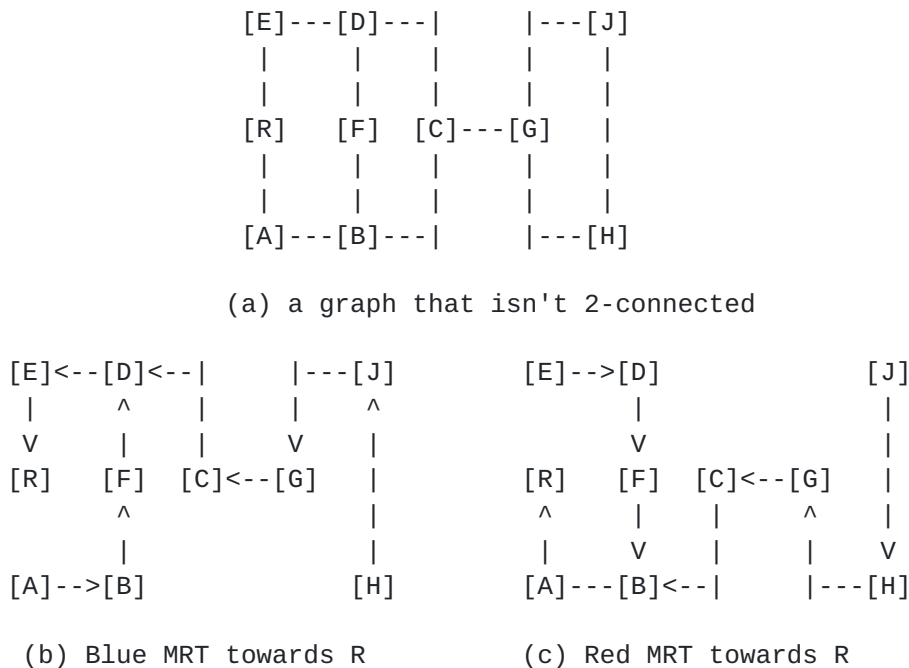 [E]---[D]---|     |---[J]
 |     |    |     |    |
 |     |    |     |    |
[R]   [F]  [C]---[G]   |
 |     |    |     |    |
 |     |    |     |    |
[A]---[B]---|     |---[H]
(a) a graph that isn't 2-connected
[E]<--[D]<--|     |---[J]        [E]-->[D]             [J]
 |     ^    |     |    ^                |               |
 V     |    |     V    |                V               |
[R]   [F]  [C]<--[G]   |         [R]   [F]  [C]<--[G]   |
       ^               |          ^     |    |     ^    |
       |               |          |     V    |     |    V
[A]-->[B]             [H]        [A]---[B]<--|     |---[H]
(b) Blue MRT towards R          (c) Red MRT towards R